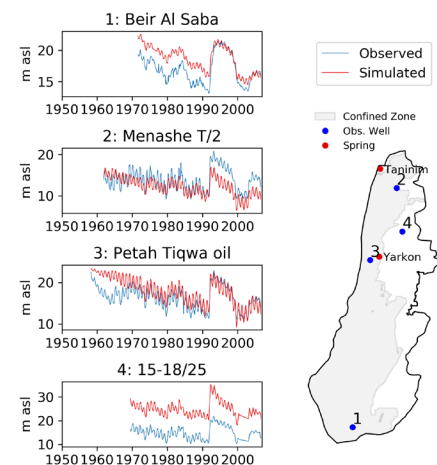 1: Beir Al Saba
20
15
m asl
1950 1960 1970 1980 1990 2000
2: Menashe T/2
20
10
m asl
1950 1960 1970 1980 1990 2000
3: Petah Tiqwa oil
20
10
m asl
1950 1960 1970 1980 1990 2000
4: 15-18/25
30
20
10
m asl
1950 1960 1970 1980 1990 2000
Observed
Simulated
Confined Zone
Obs. Well
Spring
Taninim
2
4
3
Yarkon
1